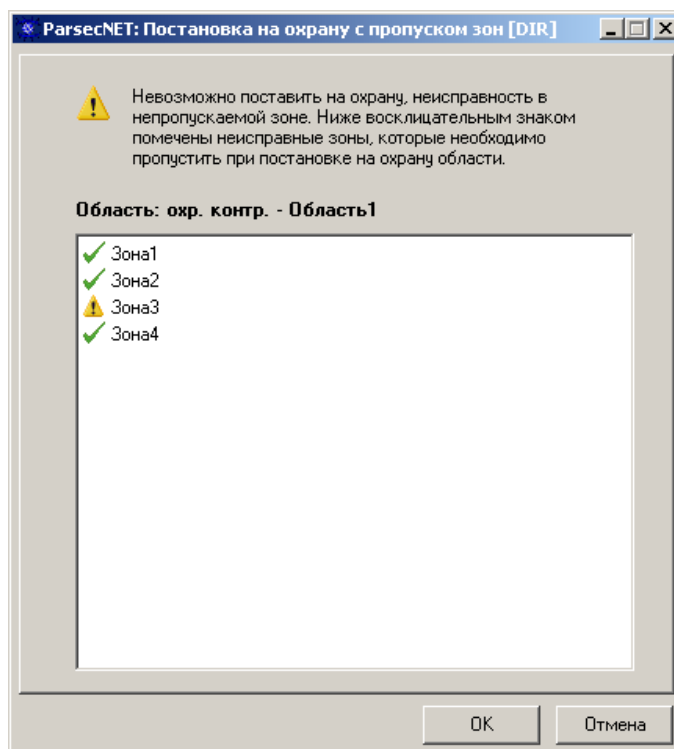 ParsecNET: Постановка на охрану с пропуском зон [DIR]
Невозможно поставить на охрану, неисправность в
непропускаемой зоне. Ниже восклицательным знаком
помечены неисправные зоны, которые необходимо
пропустить при постановке на охрану области.
Область: охр. контр. - Область1
Зона1
Зона2
Зона3
Зона4
OK
Отмена